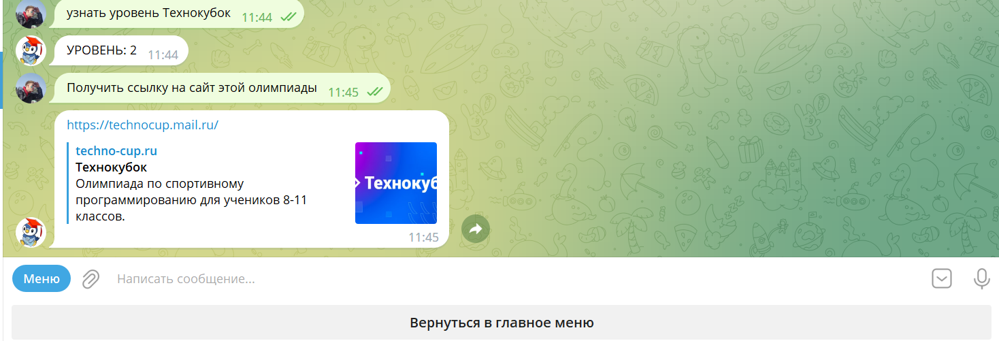 узнать уровень Технокубок 11:44
УРОВЕНЬ: 2 11:44
Получить ссылку на сайт этой олимпиады 11:45
https://technocup.mail.ru/
techno-cup.ru
Технокубок
Олимпиада по спортивному
программированию для учеников 8-11
классов.
Технокуб
11:45
Меню Написать сообщение...
Вернуться в главное меню